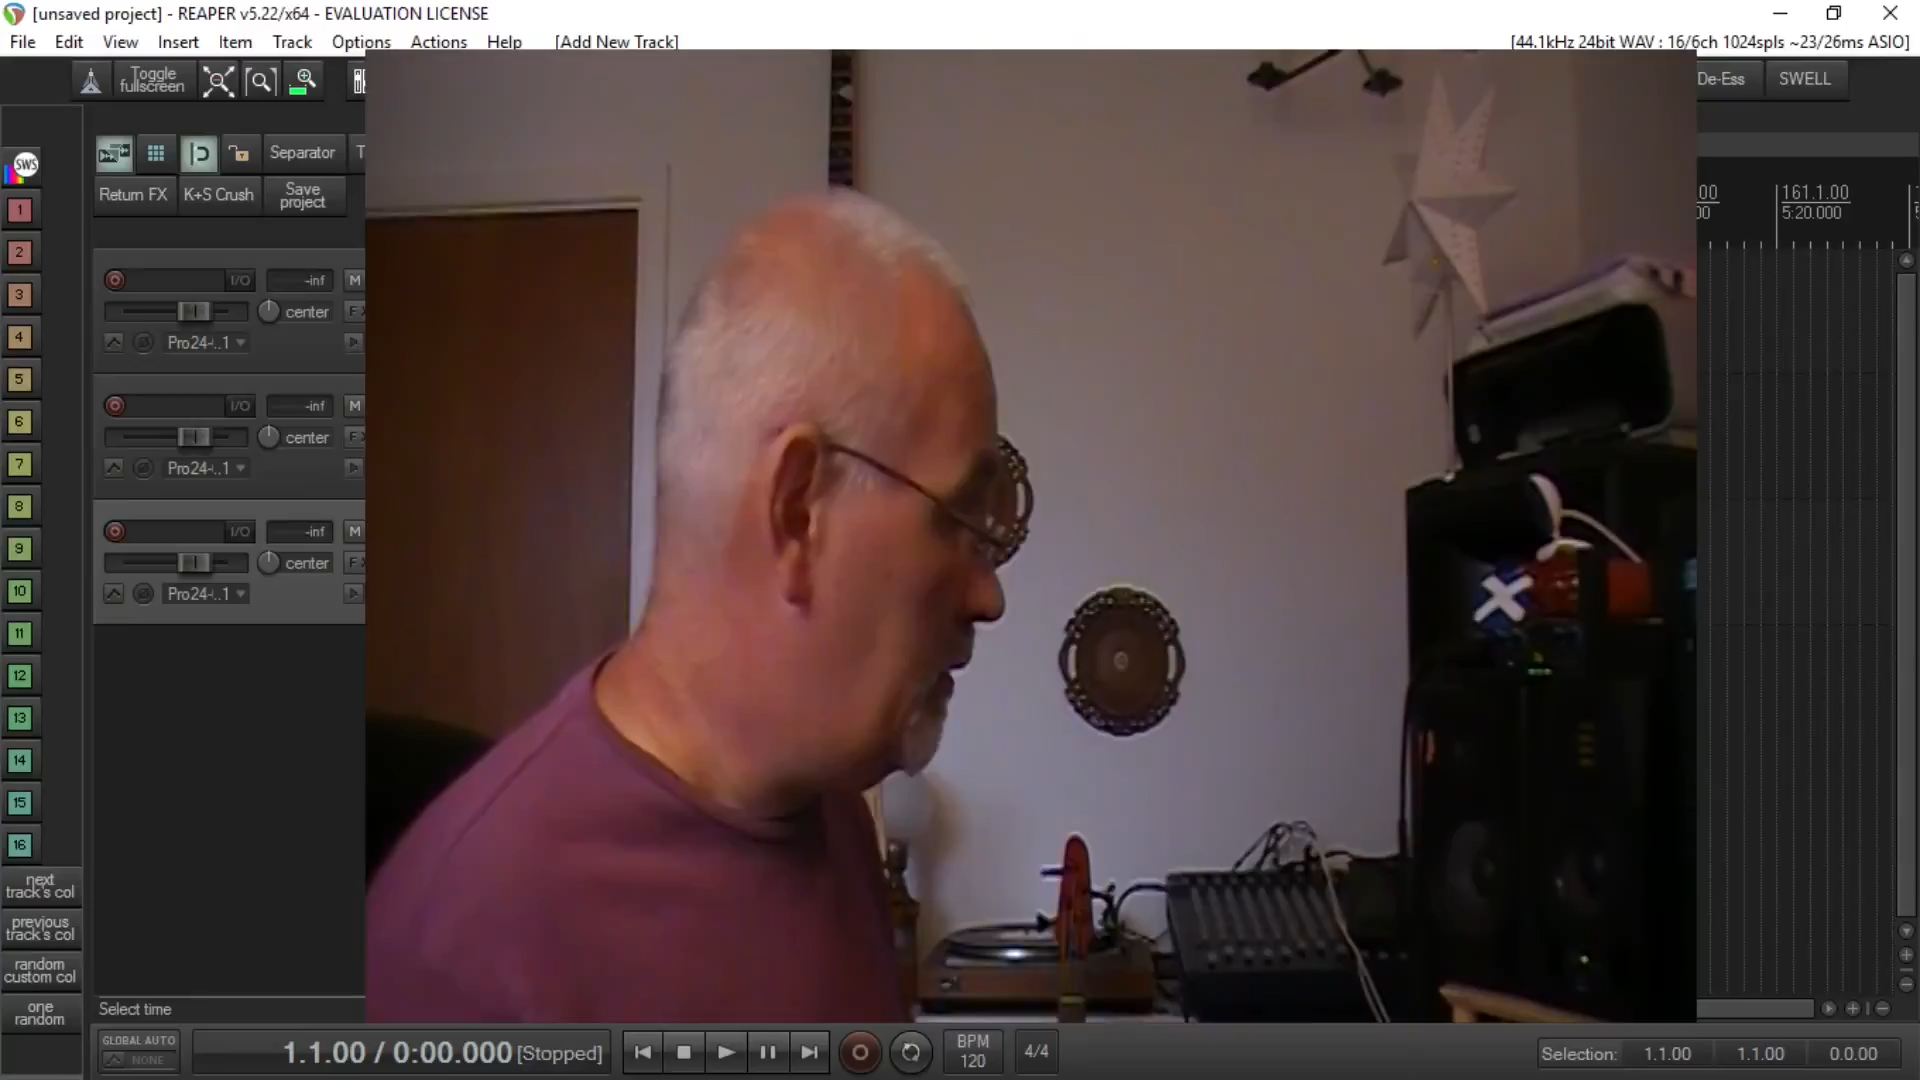 [unsaved project] - REAPER v5.22/x64 - EVALUATION LICENSE
File Edit View Insert Item Track Options Actions Help [Add New Track]
[44.1kHz 24bit WAV : 16/6ch 1024spls ~23/26ms ASIO]
Toggle
fullscreen
De-Ess SWELL
SWS
Separator
Return FX K+S Crush Save
project
161.1.00
5:20.000
1
2
3
4
5
6
7
8
9
10
11
12
13
14
15
16
I/O -inf M
center
Pro24-..1
I/O -inf M
center
Pro24-..1
I/O -inf M
center
Pro24-..1
next
track's col
previous
track's col
random
custom col
one
random
Select time
GLOBAL AUTO
NONE
1.1.00 / 0:00.000 [Stopped]
BPM
120
4/4
Selection: 1.1.00 1.1.00 0.0.00